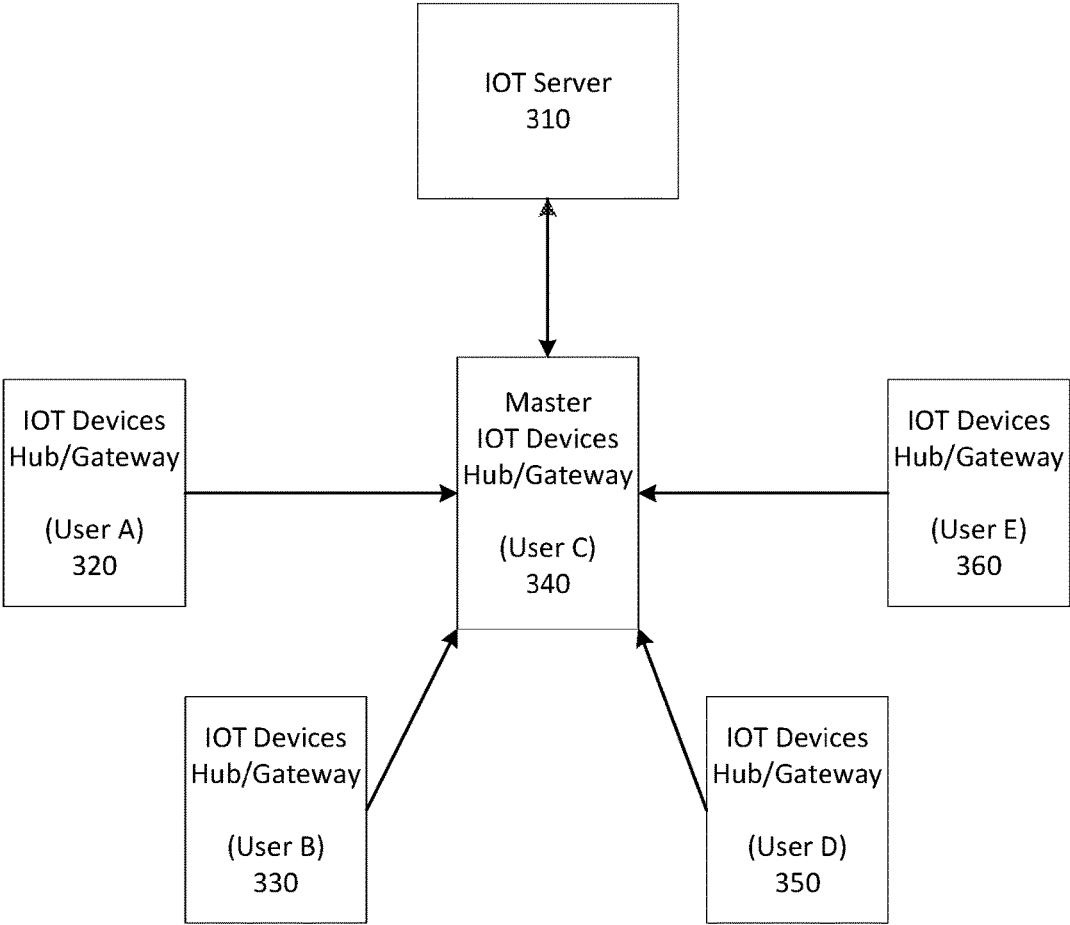 IOT Server
310
Master
IOT Devices
Hub/Gateway
(User C)
340
IOT Devices
Hub/Gateway
(User A)
320
IOT Devices
Hub/Gateway
(User E)
360
IOT Devices
Hub/Gateway
(User B)
330
IOT Devices
Hub/Gateway
(User D)
350